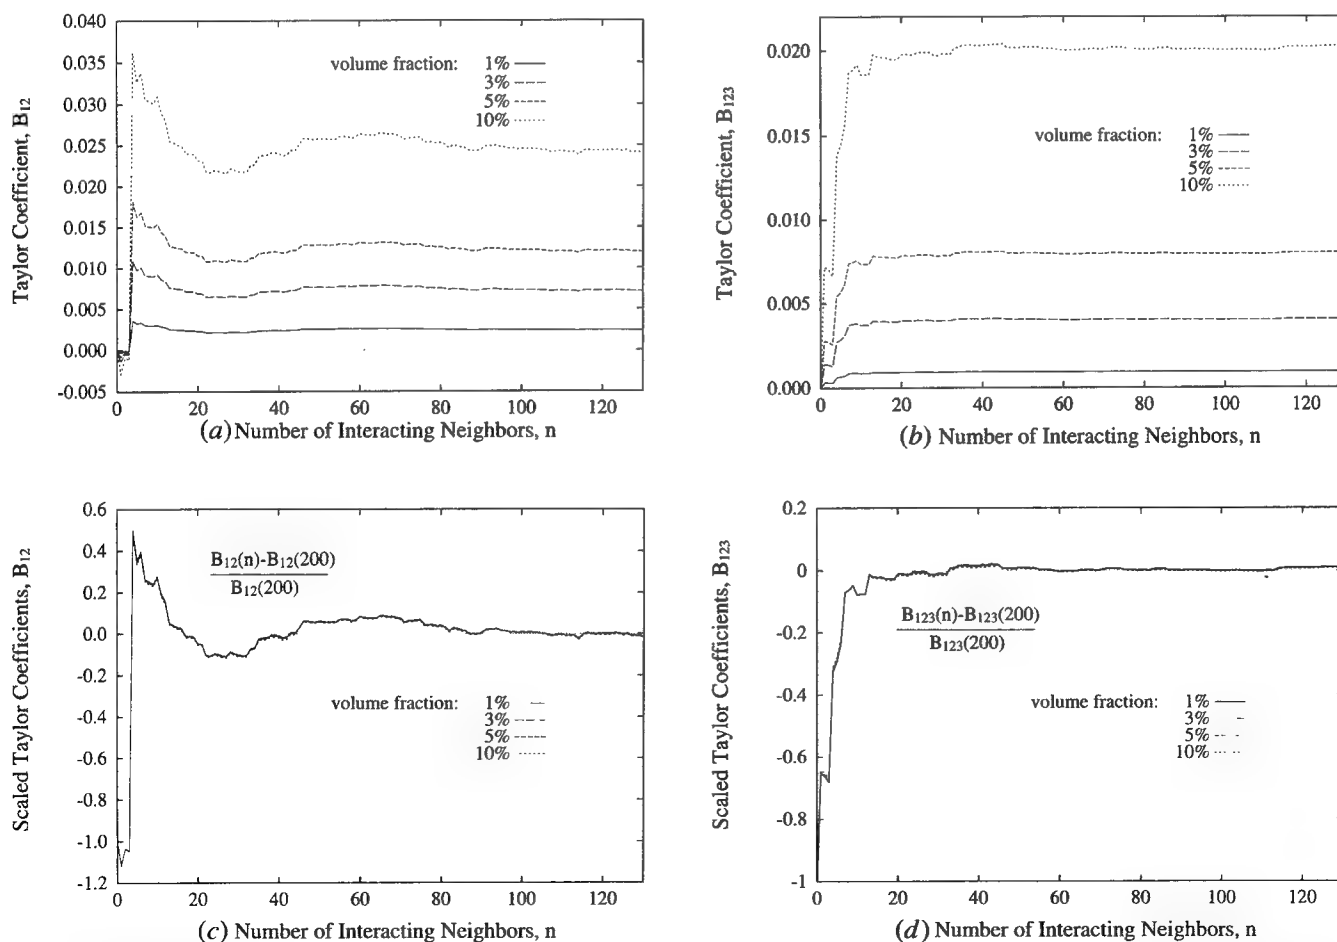 0.040
0.035
0.030
0.025
0.020
0.015
0.010
0.005
0.000
-0.005
Taylor Coefficient, B12
volume fraction: 1%
3%
5%
10%
0 20 40 60 80 100 120
(a) Number of Interacting Neighbors, n
0.020
0.015
0.010
0.005
0.000
Taylor Coefficient, B123
volume fraction: 1%
3%
5%
10%
0 20 40 60 80 100 120
(b) Number of Interacting Neighbors, n
0.6
0.4
0.2
0.0
-0.2
-0.4
-0.6
-0.8
-1.0
-1.2
Scaled Taylor Coefficients, B12
B12(n)-B12(200)
B12(200)
volume fraction: 1%
3%
5%
10%
0 20 40 60 80 100 120
(c) Number of Interacting Neighbors, n
0.2
0
-0.2
-0.4
-0.6
-0.8
-1
Scaled Taylor Coefficients, B123
B123(n)-B123(200)
B123(200)
volume fraction: 1%
3%
5%
10%
0 20 40 60 80 100 120
(d) Number of Interacting Neighbors, n